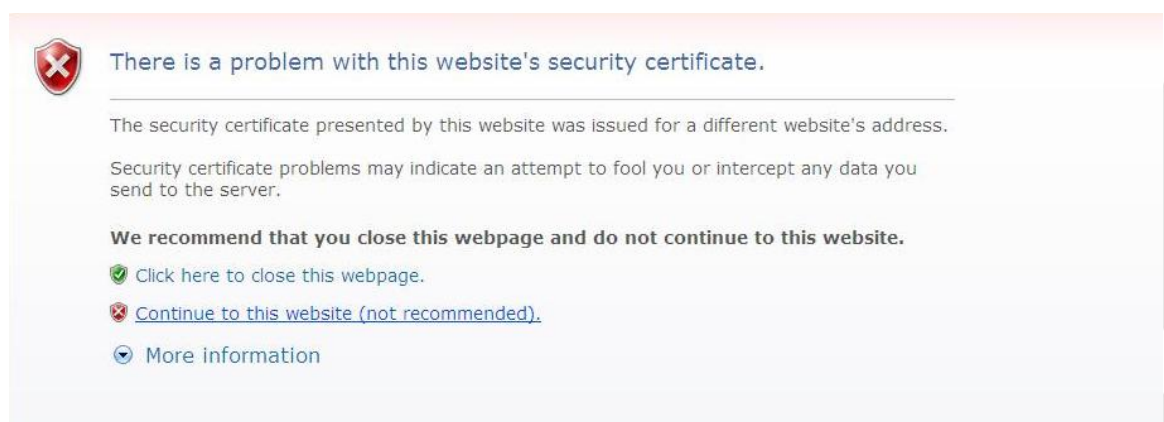 There is a problem with this website's security certificate.
The security certificate presented by this website was issued for a different website's address.
Security certificate problems may indicate an attempt to fool you or intercept any data you
send to the server.
We recommend that you close this webpage and do not continue to this website.
Click here to close this webpage.
Continue to this website (not recommended).
More information